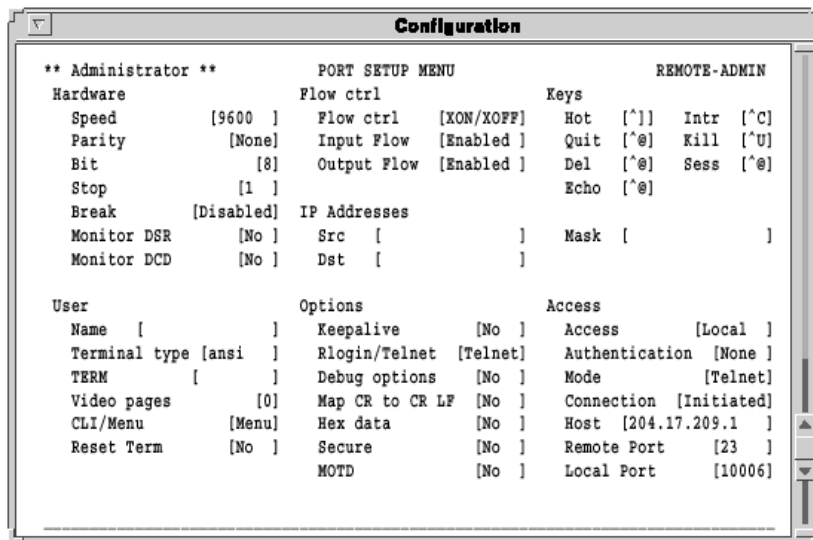 Configuration
** Administrator ** PORT SETUP MENU REMOTE-ADMIN
Hardware Flow ctrl Keys
Speed [9600 ] Flow ctrl [XON/XOFF] Hot [^]] Intr [^C]
Parity [None] Input Flow [Enabled ] Quit [^@] Kill [^U]
Bit [8] Output Flow [Enabled ] Del [^@] Sess [^@]
Stop [1 ] Echo [^@]
Break [Disabled] IP Addresses
Monitor DSR [No ] Src [ ] Mask [ ]
Monitor DCD [No ] Dst [ ]
User Options Access
Name [ ] Keepalive [No ] Access [Local ]
Terminal type [ansi ] Rlogin/Telnet [Telnet] Authentication [None ]
TERM [ ] Debug options [No ] Mode [Telnet]
Video pages [0] Map CR to CR LF [No ] Connection [Initiated]
CLI/Menu [Menu] Hex data [No ] Host [204.17.209.1 ]
Reset Term [No ] Secure [No ] Remote Port [23 ]
MOTD [No ] Local Port [10006]